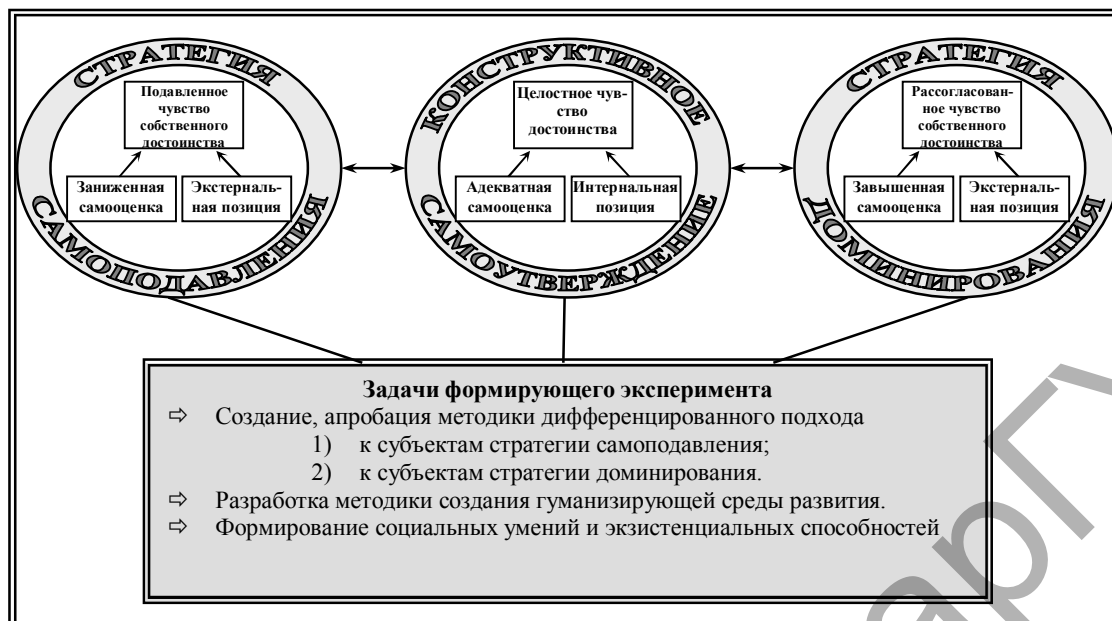 СТРАТЕГИЯ
САМОПОДАВЛЕНИЯ
Подавленное
чувство
собственного
достоинства
Заниженная
самооценка
Экстерналь-
ная позиция
КОНСТРУКТИВНОЕ
САМОУТВЕРЖДЕНИЕ
Целостное чув-
ство
достоинства
Адекватная
самооценка
Интернальная
позиция
СТРАТЕГИЯ
ДОМИНИРОВАНИЯ
Рассогласован-
ное чувство
собственного
достоинства
Завышенная
самооценка
Экстерналь-
ная позиция
Задачи формирующего эксперимента
⇨ Создание, апробация методики дифференцированного подхода
1) к субъектам стратегии самоподавления;
2) к субъектам стратегии доминирования.
⇨ Разработка методики создания гуманизирующей среды развития.
⇨ Формирование социальных умений и экзистенциальных способностей